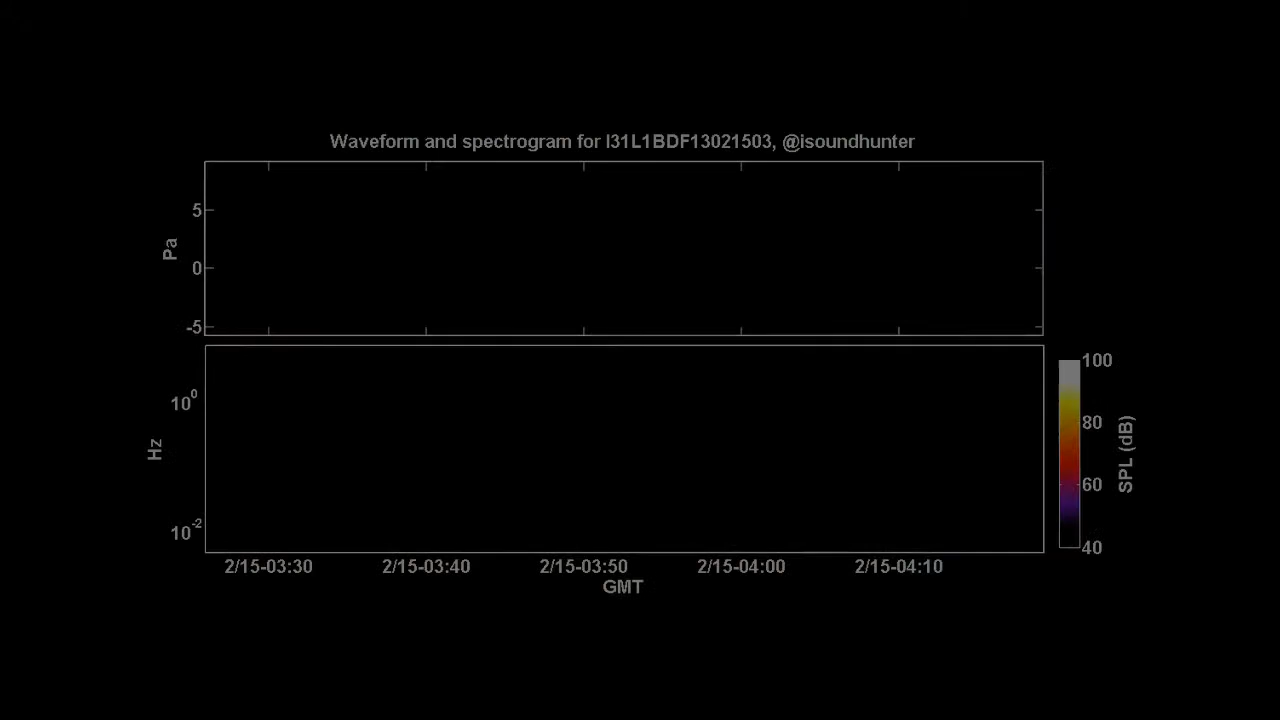 Waveform and spectrogram for I31L1BDF13021503, @isoundhunter
5
0
-5
Pa
10^0
10^-2
Hz
100
80
60
40
SPL (dB)
2/15-03:30 2/15-03:40 2/15-03:50 2/15-04:00 2/15-04:10
GMT